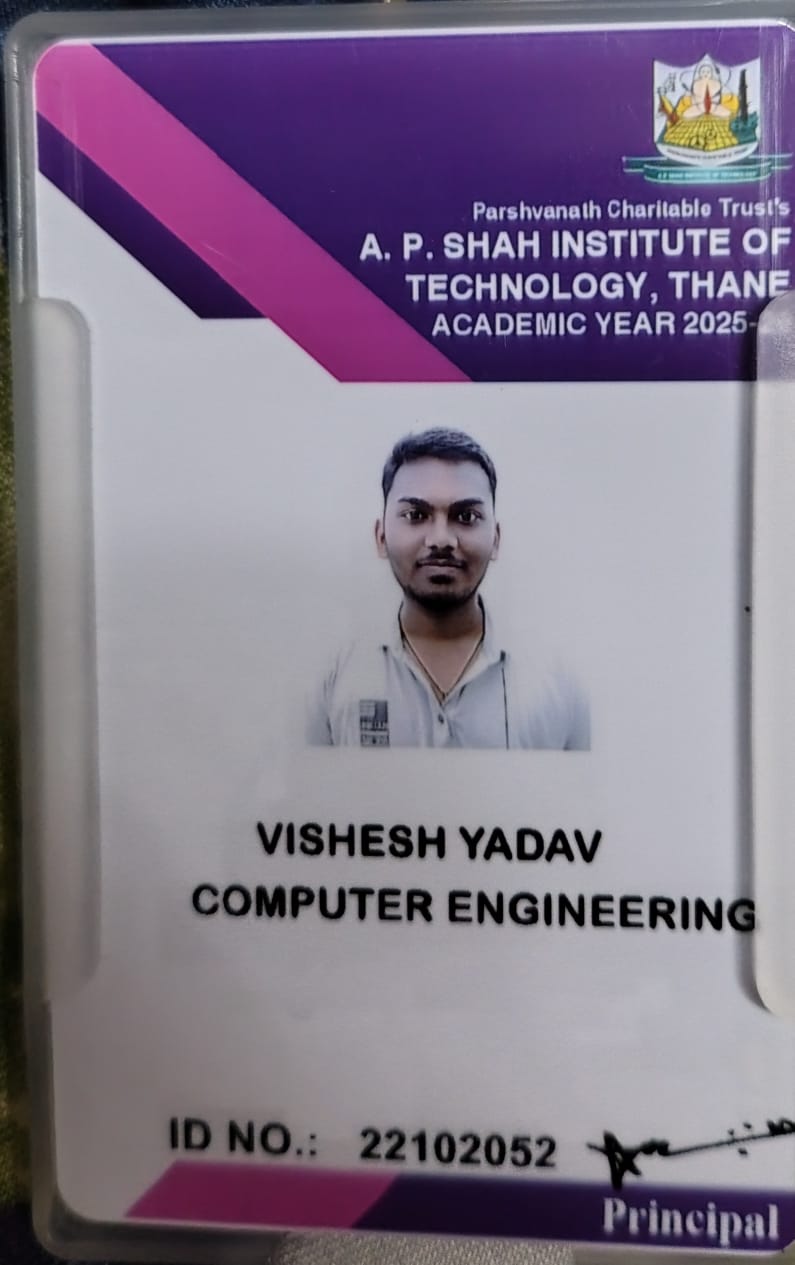 Parshvanath Charitable Trust's
A. P. SHAH INSTITUTE OF
TECHNOLOGY, THANE
ACADEMIC YEAR 2025-
VISHESH YADAV
COMPUTER ENGINEERING
ID NO.: 22102052
Principal